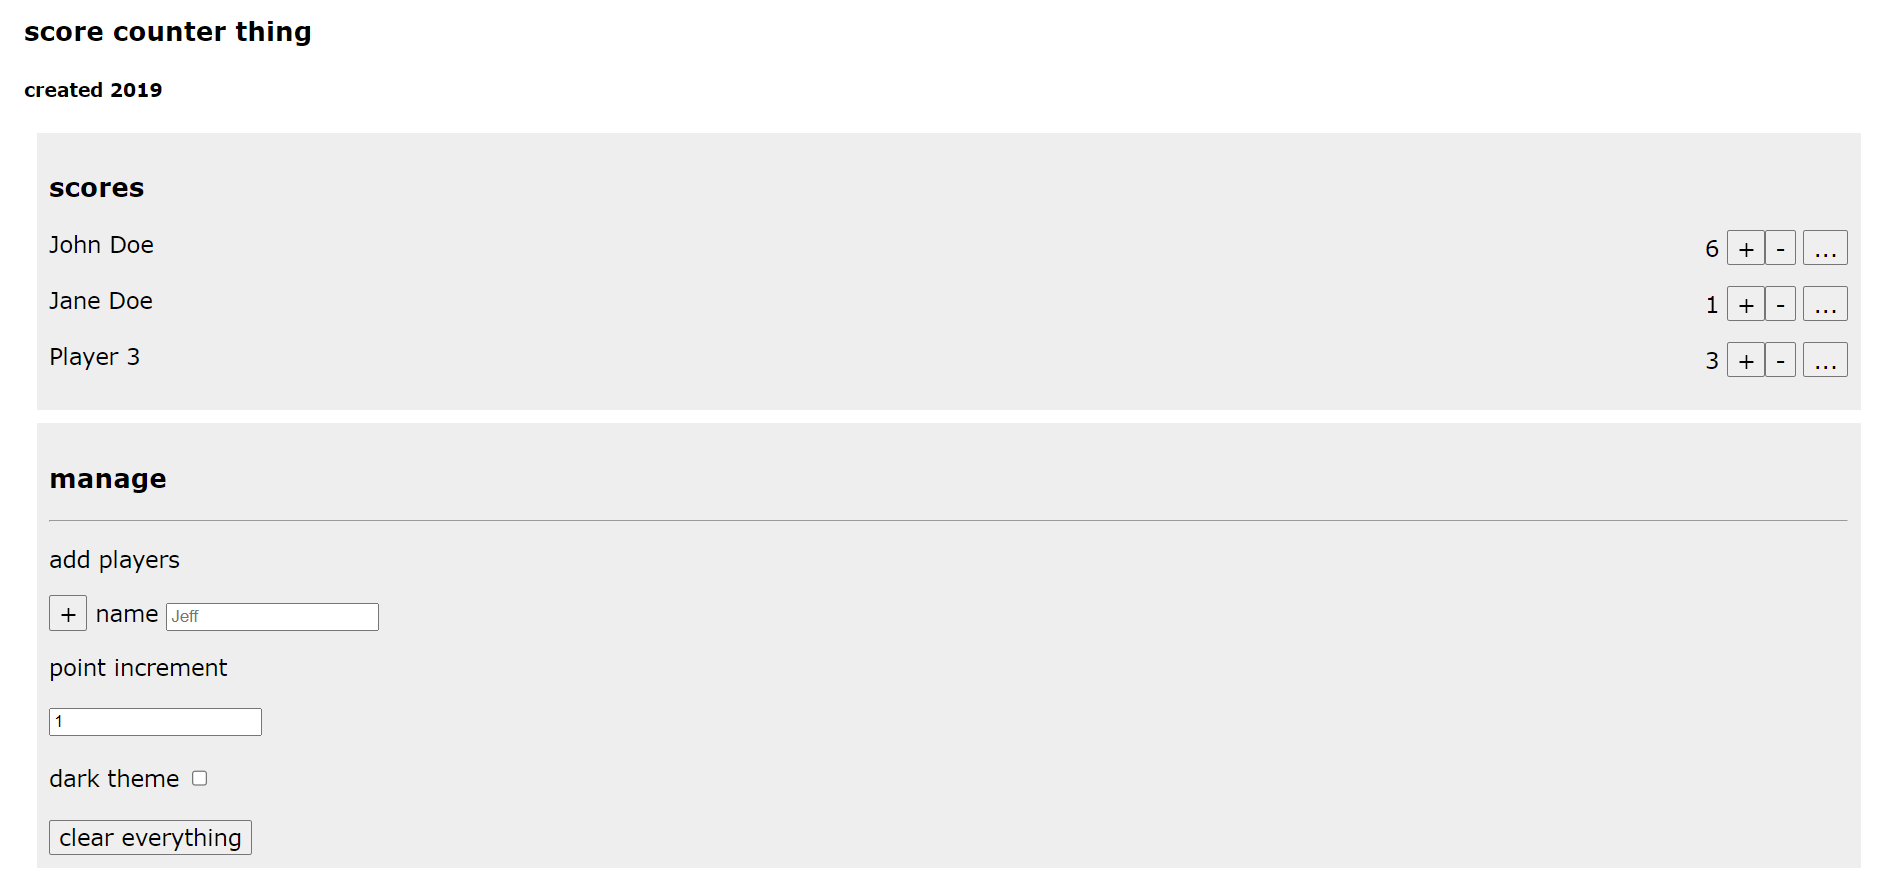 score counter thing
created 2019
scores
John Doe 6 + - ...
Jane Doe 1 + - ...
Player 3 3 + - ...
manage
add players
+ name Jeff
point increment
1
dark theme
clear everything